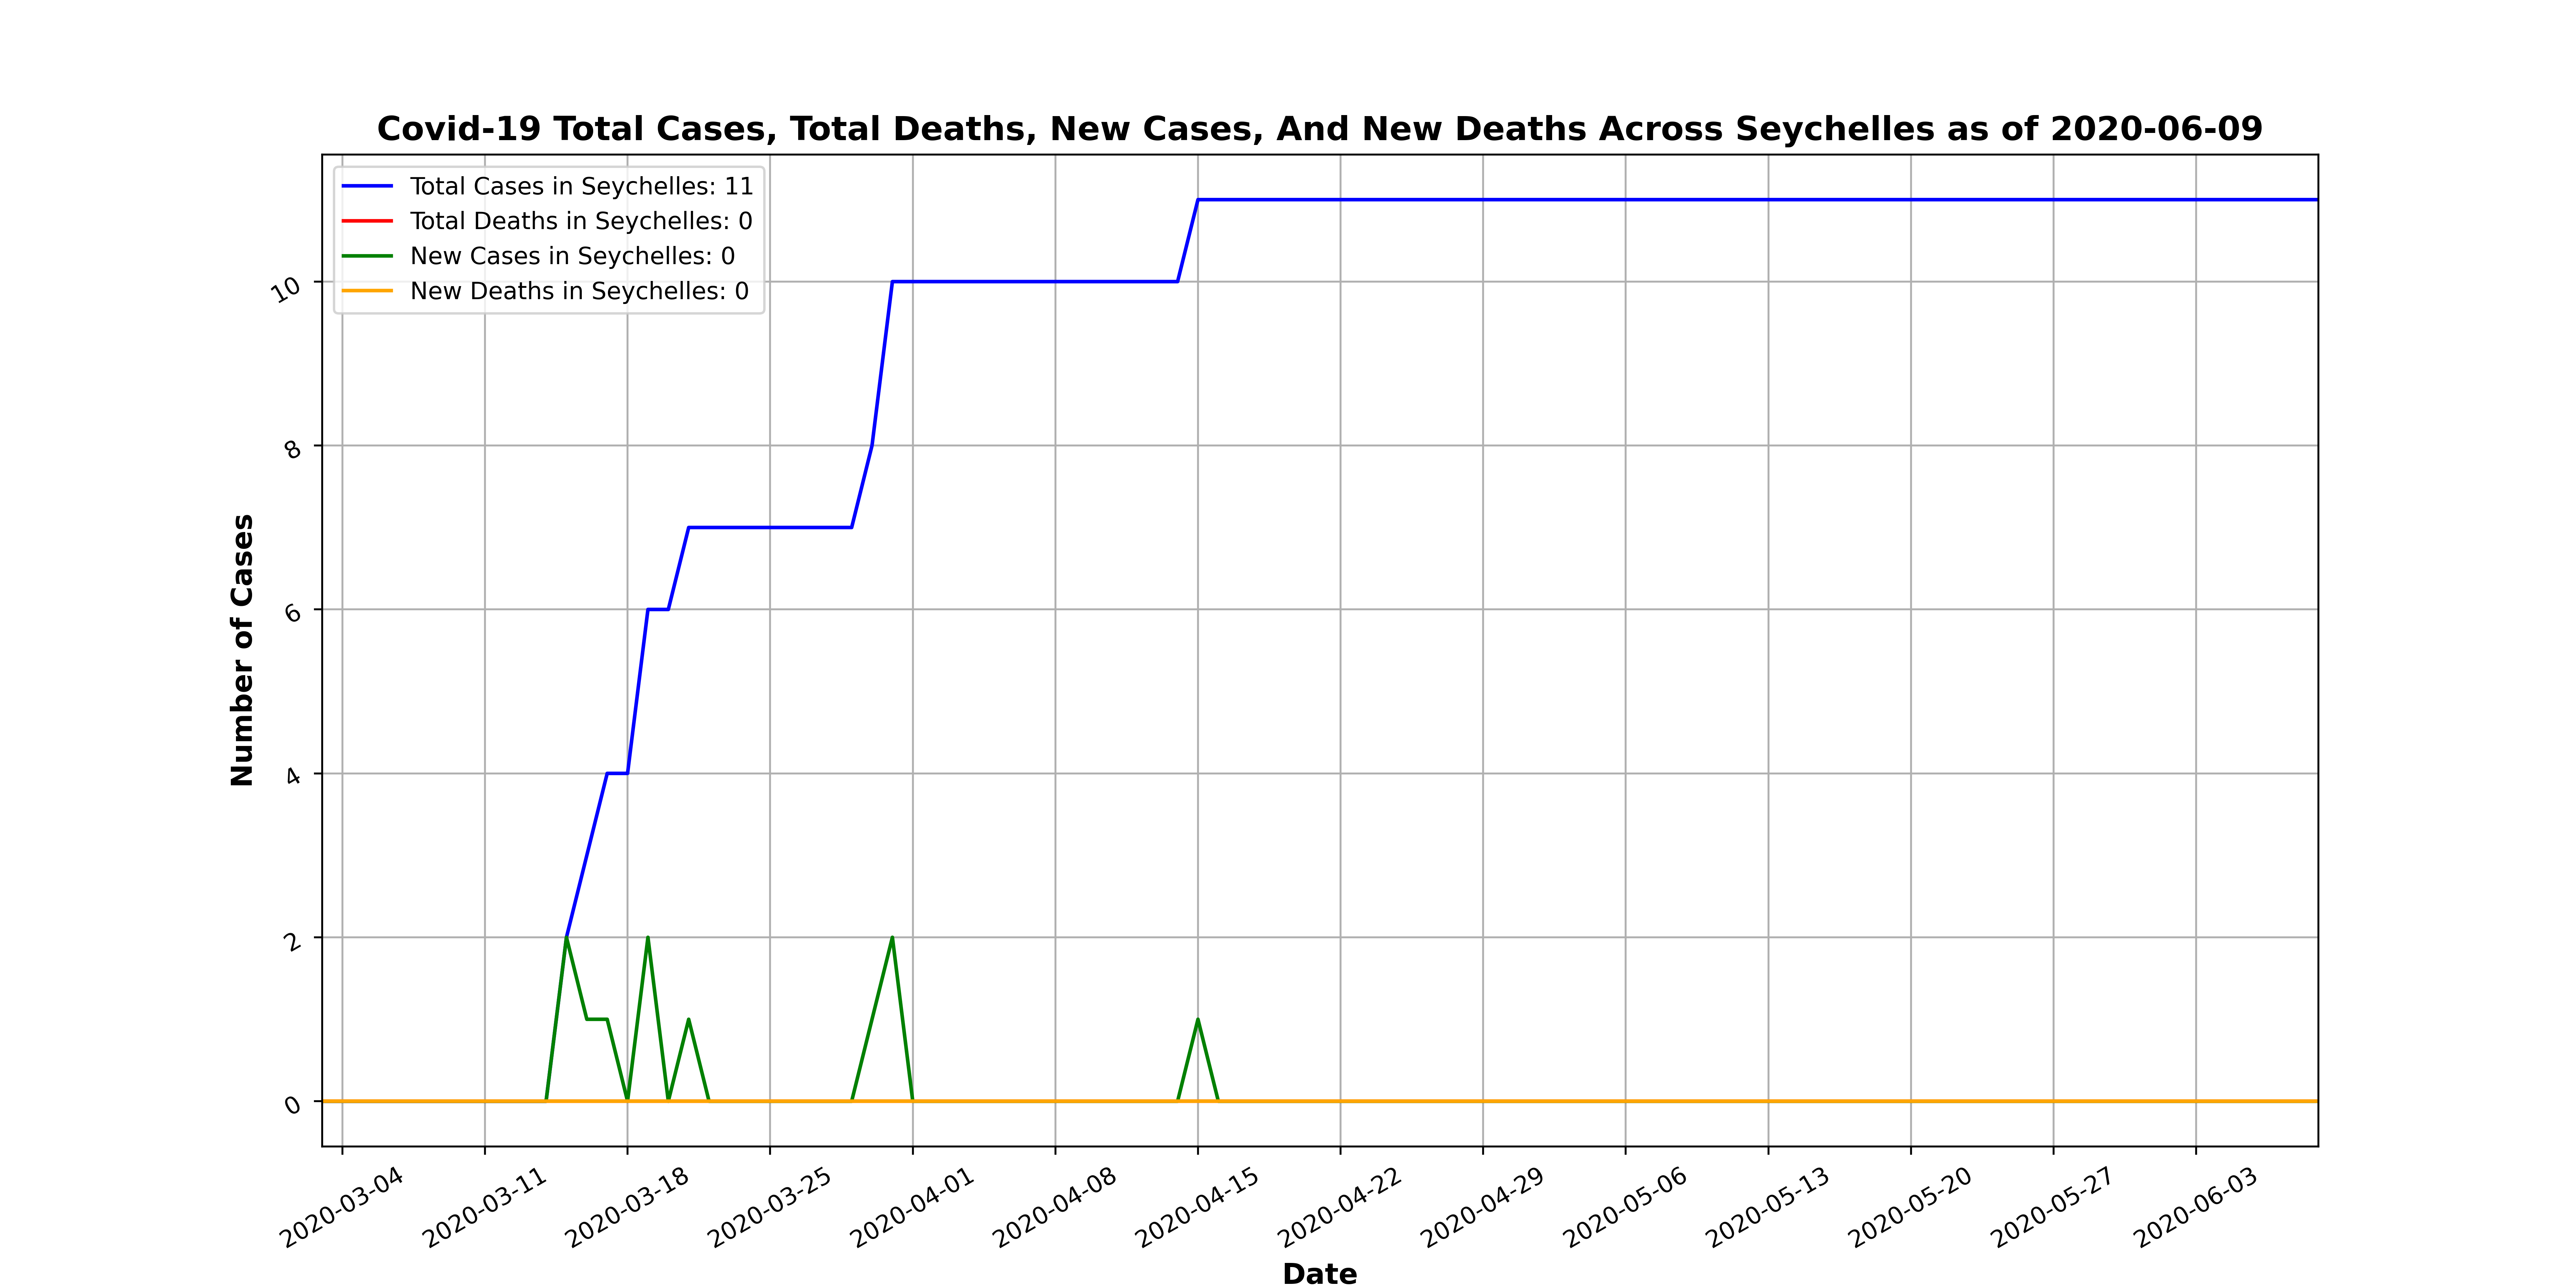 Covid-19 Total Cases, Total Deaths, New Cases, And New Deaths Across Seychelles as of 2020-06-09
Total Cases in Seychelles: 11
Total Deaths in Seychelles: 0
New Cases in Seychelles: 0
New Deaths in Seychelles: 0
Number of Cases
10
8
6
4
2
0
2020-03-04
2020-03-11
2020-03-18
2020-03-25
2020-04-01
2020-04-08
2020-04-15
2020-04-22
2020-04-29
2020-05-06
2020-05-13
2020-05-20
2020-05-27
2020-06-03
Date